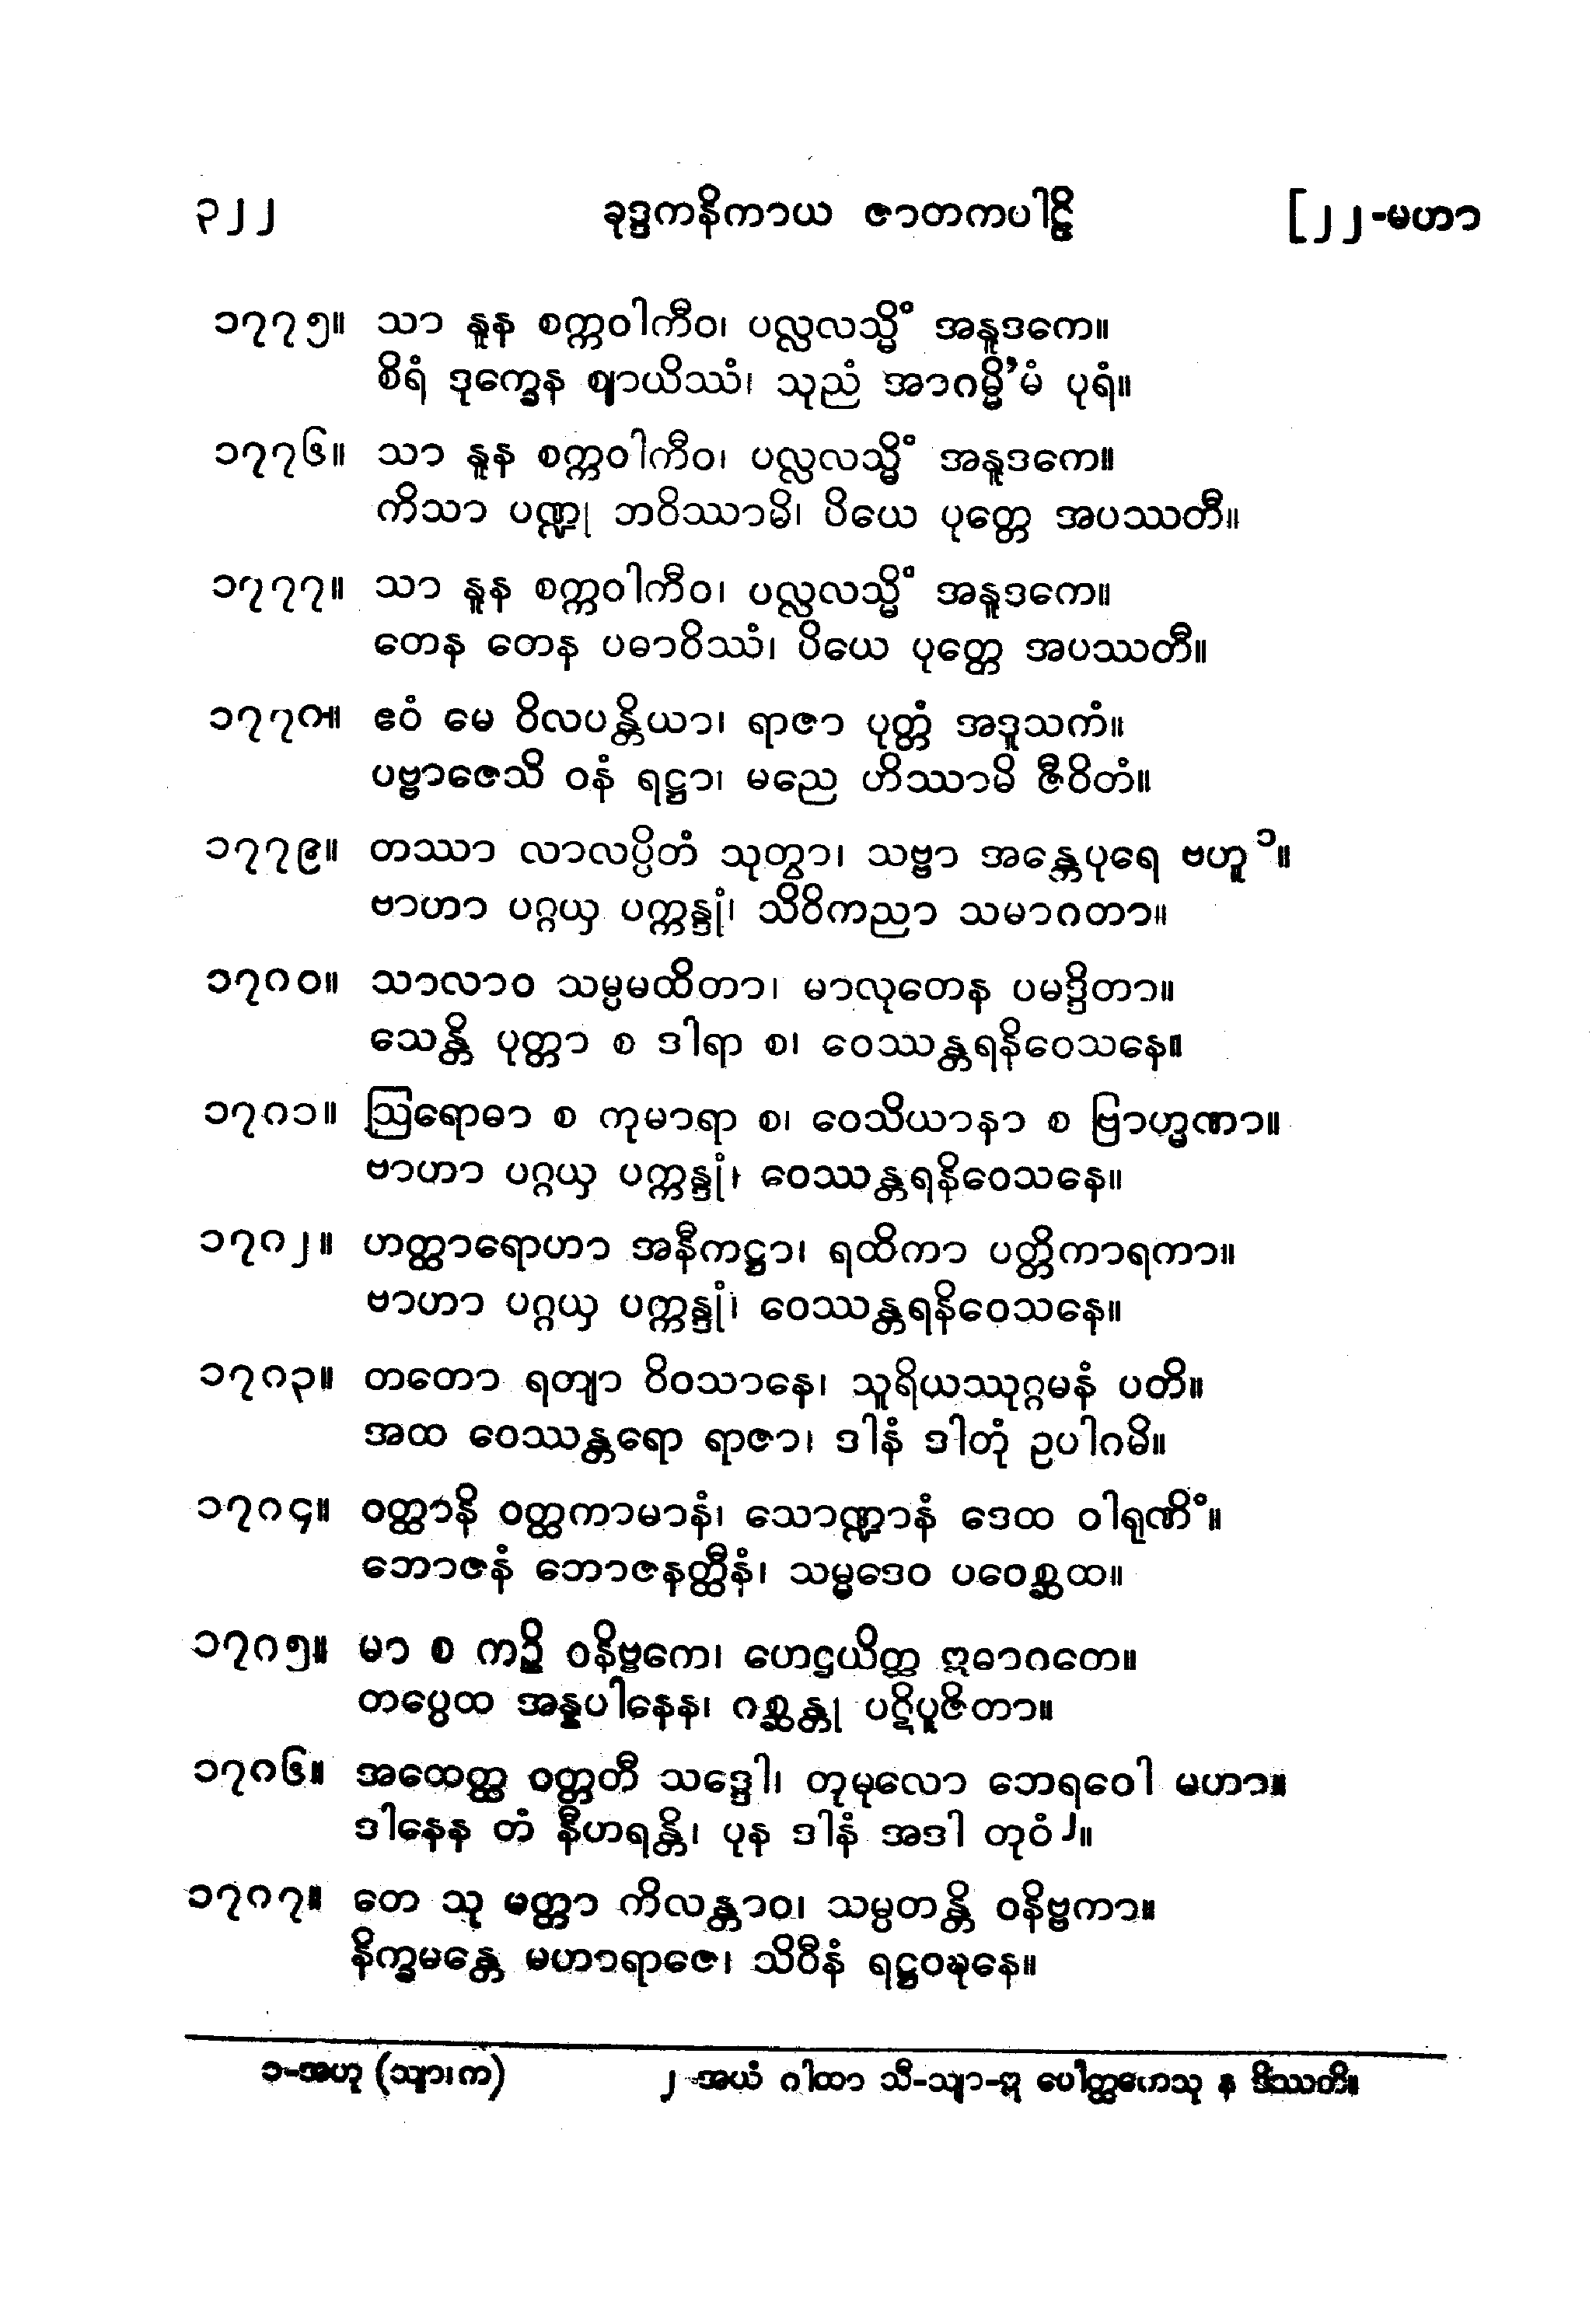 ၃၂၂ ခုဒ္ဒကနိကာယ ဇာတကပါဠိ [၂၂-မဟာ
၁၇၇၅။ သာ နူန စက္ကဝါကီဝ၊ ပလ္လလသ္မိံ အနူဒကေ။
စိရံ ဒုက္ခေန ဈာယိဿံ၊ သုညံ အာဂမ္မိ’မံ ပုရံ။
၁၇၇၆။ သာ နူန စက္ကဝါကီဝ၊ ပလ္လလသ္မိံ အနူဒကေ။
ကိသာ ပဏ္ဍု ဘဝိဿာမိ၊ ပိယေ ပုတ္တေ အပဿတီ။
၁၇၇၇။ သာ နူန စက္ကဝါကီဝ၊ ပလ္လလသ္မိံ အနူဒကေ။
တေန တေန ပဓာဝိဿံ၊ ပိယေ ပုတ္တေ အပဿတီ။
၁၇၇၈။ ဧဝံ မေ ဝိလပန္တိယာ၊ ရာဇာ ပုတ္တံ အဒူသကံ။
ပဗ္ဗာဇေသိ ဝနံ ရဋ္ဌာ၊ မညေ ဟိဿာမိ ဇီဝိတံ။
၁၇၇၉။ တဿာ လာလပ္ပိတံ သုတွာ၊ သဗ္ဗာ အန္တေပုရေ ဗဟူ ၁။
ဗာဟာ ပဂ္ဂယှ ပက္ကန္ဒုံ၊ သိဝိကညာ သမာဂတာ။
၁၇၈၀။ သာလာဝ သမ္ပမထိတာ၊ မာလုတေန ပမဒ္ဒိတာ။
သေန္တိ ပုတ္တာ စ ဒါရာ စ၊ ဝေဿန္တရနိဝေသနေ။
၁၇၈၁။ ဩရောဓာ စ ကုမာရာ စ၊ ဝေသိယာနာ စ ဗြာဟ္မဏာ။
ဗာဟာ ပဂ္ဂယှ ပက္ကန္ဒုံ၊ ဝေဿန္တရနိဝေသနေ။
၁၇၈၂။ ဟတ္ထာရောဟာ အနီကဋ္ဌာ၊ ရထိကာ ပတ္တိကာရကာ။
ဗာဟာ ပဂ္ဂယှ ပက္ကန္ဒုံ၊ ဝေဿန္တရနိဝေသနေ။
၁၇၈၃။ တတော ရတျာ ဝိဝသာနေ၊ သူရိယဿုဂ္ဂမနံ ပတိ။
အထ ဝေဿန္တရော ရာဇာ၊ ဒါနံ ဒါတုံ ဥပါဂမိ။
၁၇၈၄။ ဝတ္ထာနိ ဝတ္ထကာမာနံ၊ သောဏ္ဍာနံ ဒေထ ဝါရုဏိံ။
ဘောဇနံ ဘောဇနတ္ထီနံ၊ သမ္မဒေဝ ပဝေစ္ဆထ။
၁၇၈၅။ မာ စ ကဉ္စိ ဝနိဗ္ဗကေ၊ ဟေဌယိတ္ထ ဣဓာဂတေ။
တပ္ပေထ အန္နပါနေန၊ ဂစ္ဆန္တု ပဋိပူဇိတာ။
၁၇၈၆။ အထေတ္ထ ဝတ္တတီ သဒ္ဒေါ၊ တုမုလော ဘေရဝေါ မဟာ။
ဒါနေန တံ နီဟရန္တိ၊ ပုန ဒါနံ အဒါ တုဝံ ၂။
၁၇၈၇။ တေ သု မတ္တာ ကိလန္တာဝ၊ သမ္ပတန္တိ ဝနိဗ္ဗကာ။
နိက္ခမန္တေ မဟာရာဇေ၊ သိဝီနံ ရဋ္ဌဝဍ္ဎနေ။
၁-အဟု (သျာ၊က) ၂-အယံ ဂါထာ သီ-သျာ-ဣ ပေါတ္ထကေသု န ဒိဿတိ။